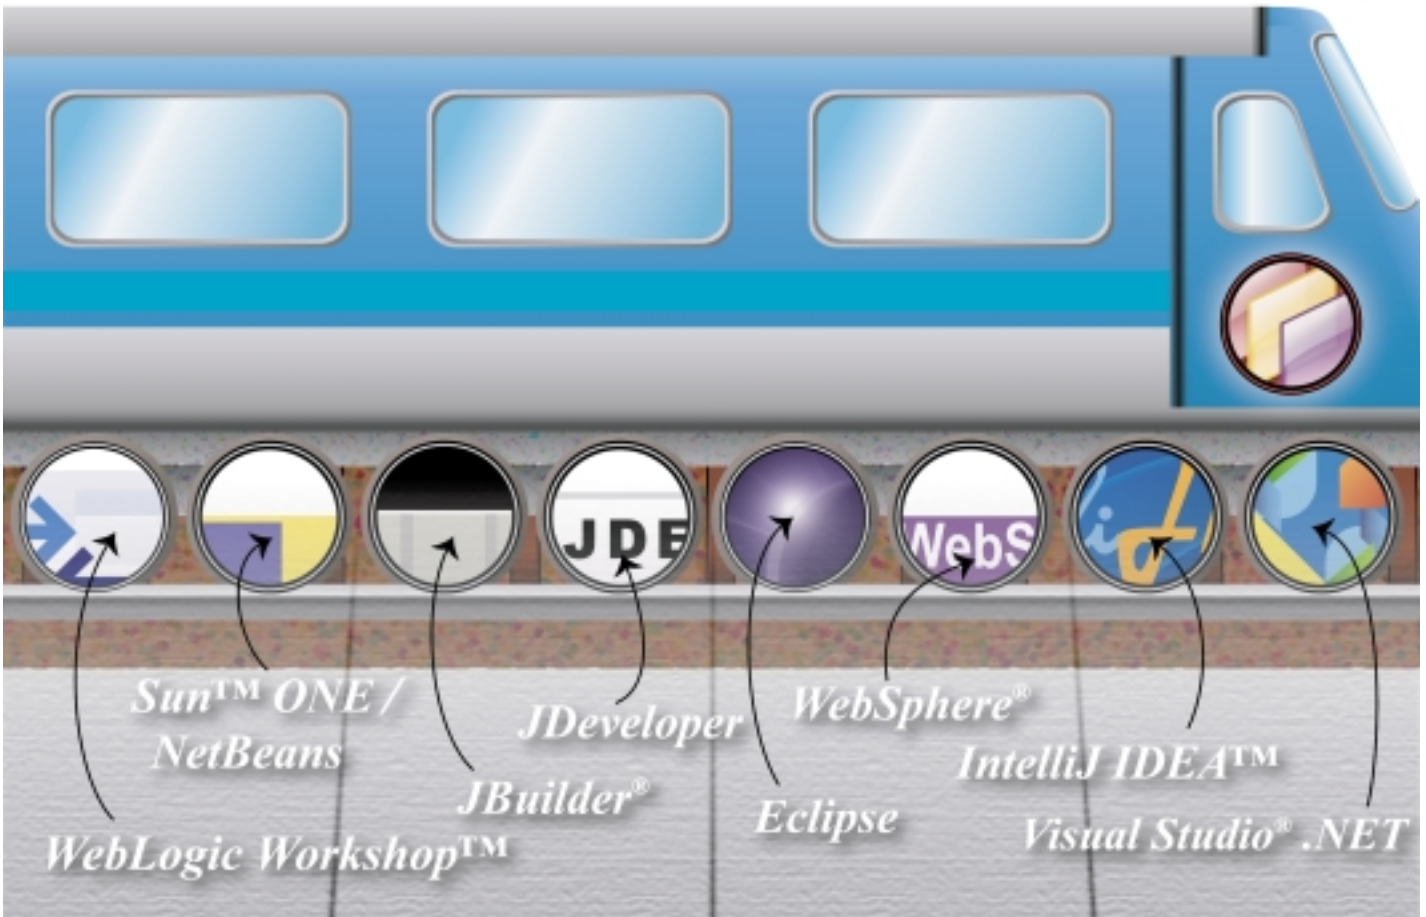 JDE
WebS
Sun™ ONE /
NetBeans
JDeveloper
WebSphere®
IntelliJ IDEA™
JBuilder®
Eclipse
Visual Studio® .NET
WebLogic Workshop™